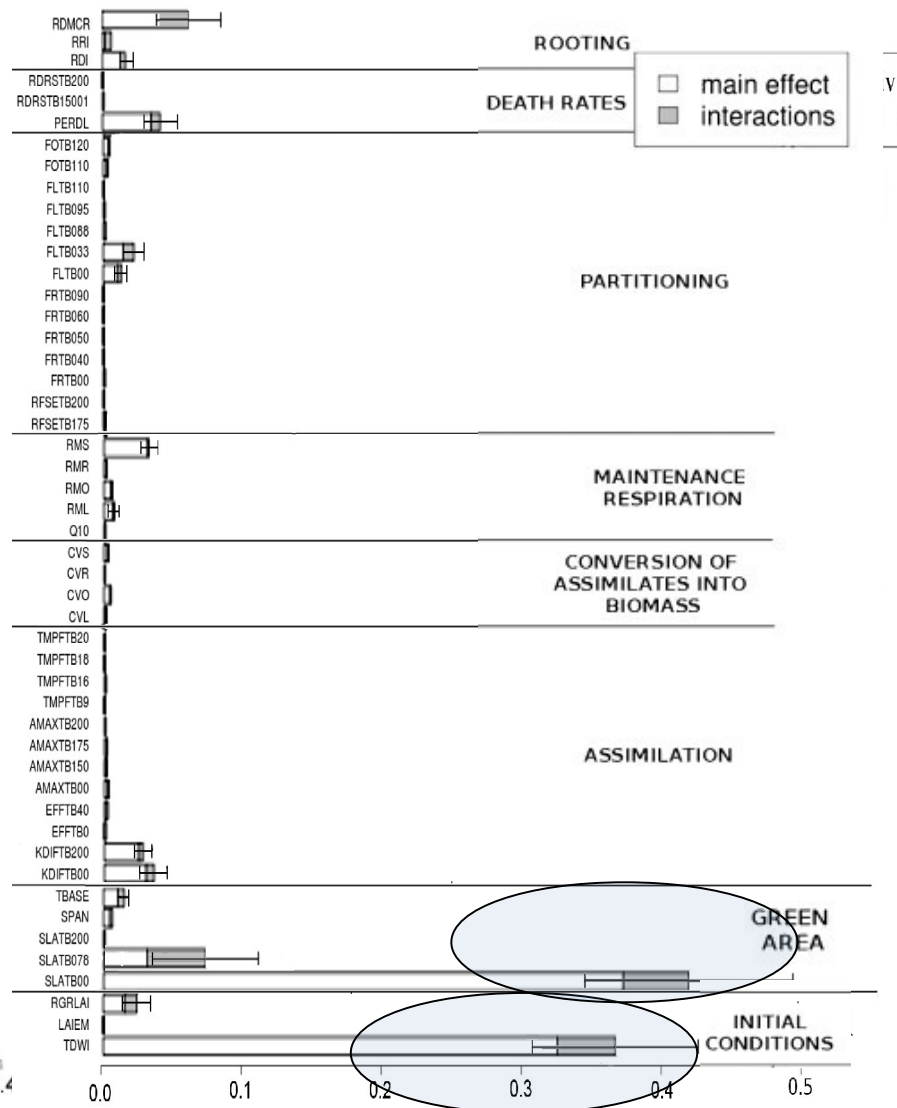 RDMCR
RRI
RDI
ROOTING
RDRSTB200
RDRSTB15001
PERDL
DEATH RATES
main effect
interactions
.V
FOTB120
FOTB110
FLTB110
FLTB095
FLTB088
FLTB033
FLTB00
FRTB090
FRTB060
FRTB050
FRTB040
FRTB00
RFSETB200
RFSETB175
PARTITIONING
RMS
RMR
RMO
RML
Q10
MAINTENANCE
RESPIRATION
CVS
CVR
CVO
CVL
CONVERSION OF
ASSIMILATES INTO
BIOMASS
TMPFTB20
TMPFTB18
TMPFTB16
TMPFTB9
AMAXTB200
AMAXTB175
AMAXTB150
AMAXTB00
EFFTB40
EFFTB0
KDIFTB200
KDIFTB00
ASSIMILATION
TBASE
SPAN
SLATB200
SLATB078
SLATB00
GREEN
AREA
RGRLAI
LAIEM
TDWI
INITIAL
CONDITIONS
0.0 0.1 0.2 0.3 0.4 0.5